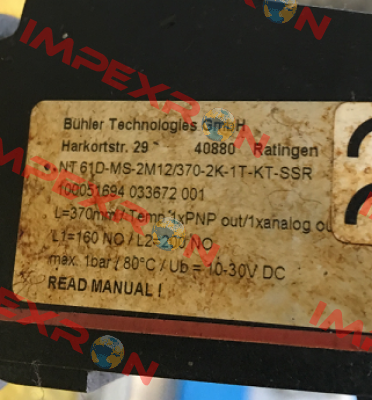 IMPEXRON
Bühler Technologies GmbH
Harkortstr. 29 40880 Ratingen
NT 61D-MS-2M12/370-2K-1T-KT-SSR
100051694 033672 001
L=370mm / Temp 1xPNP out/1xanalog ou
L1=160 NO / L2=200 NO
max. 1bar / 80°C / Ub = 10-30V DC
READ MANUAL !
IMPEXRON